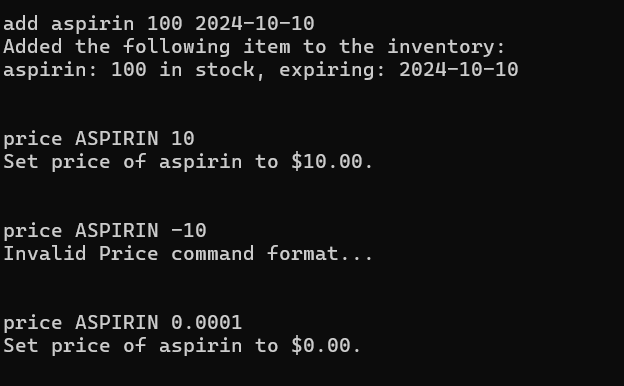 add aspirin 100 2024-10-10
Added the following item to the inventory:
aspirin: 100 in stock, expiring: 2024-10-10
price ASPIRIN 10
Set price of aspirin to $10.00.
price ASPIRIN -10
Invalid Price command format...
price ASPIRIN 0.0001
Set price of aspirin to $0.00.